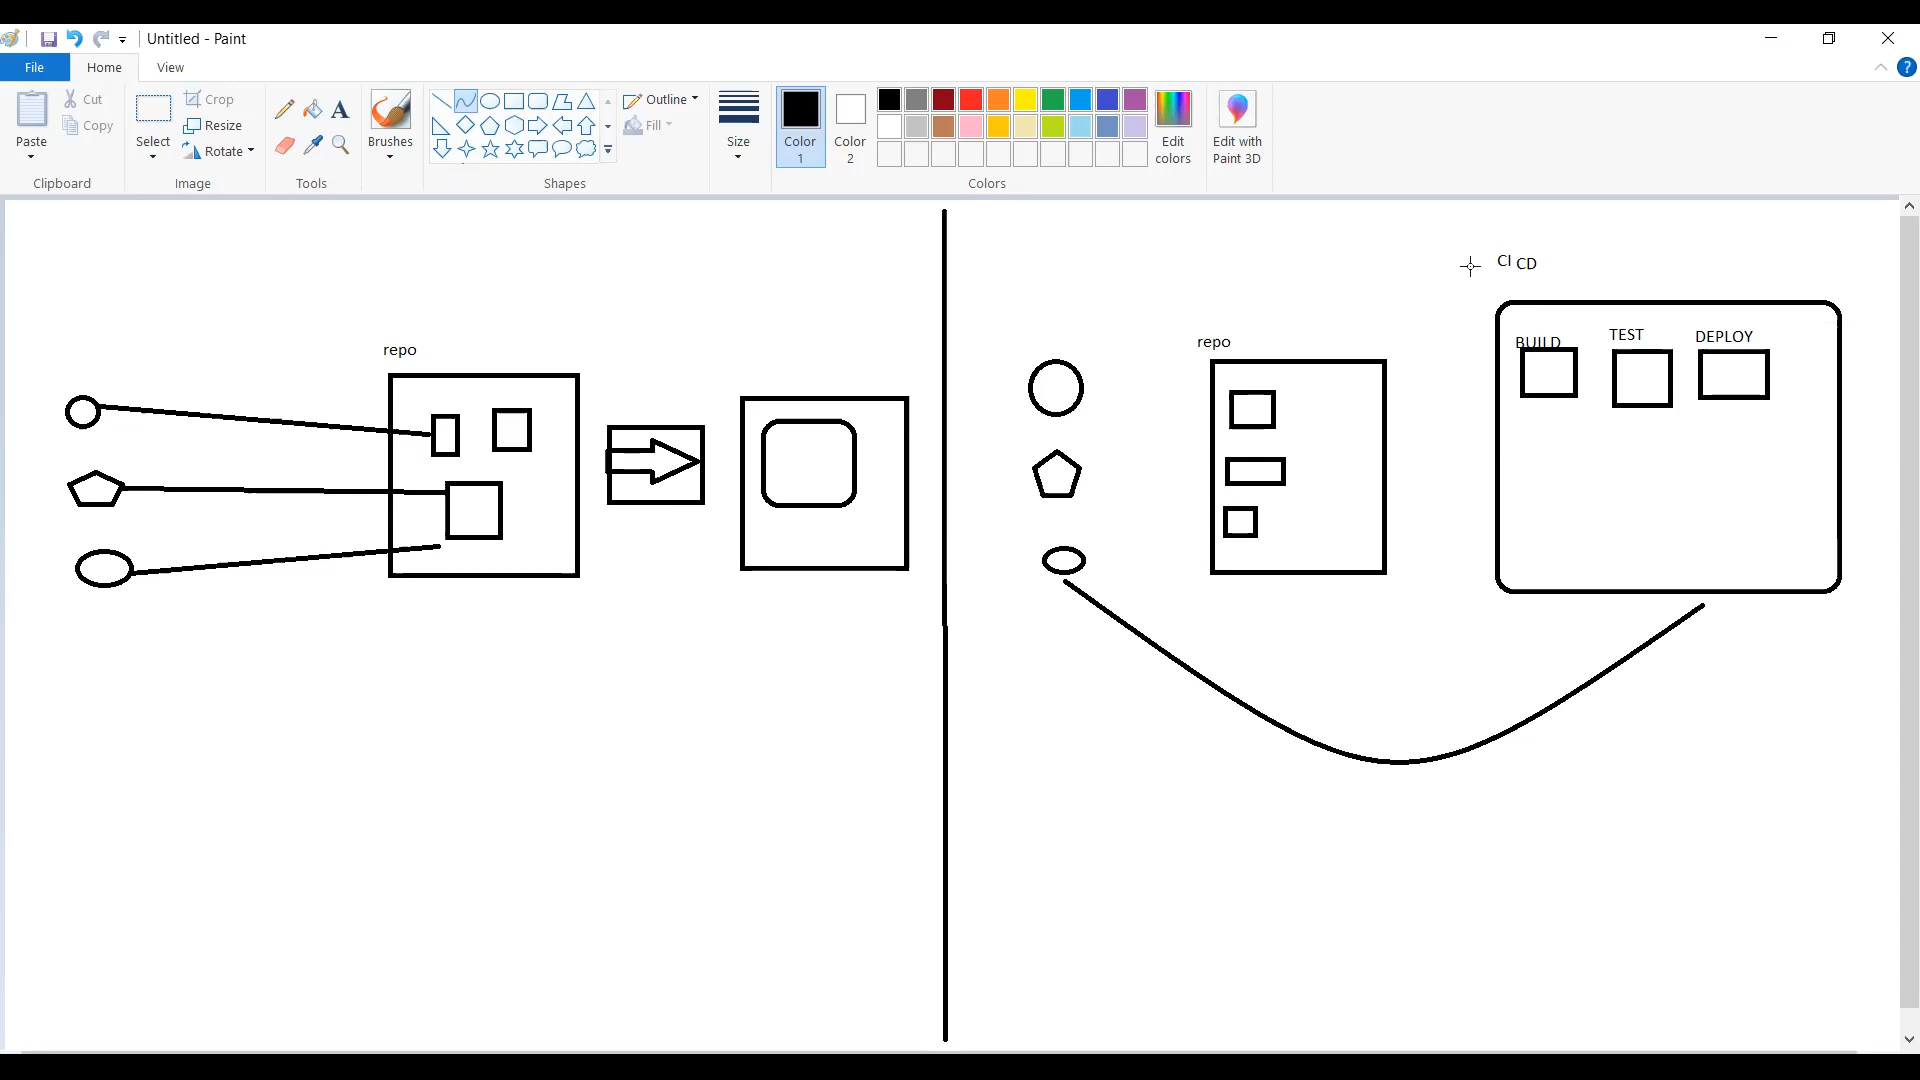 Untitled - Paint
File Home View
Paste
Cut
Copy
Clipboard
Select
Crop
Resize
Rotate
Image
Tools
Brushes
Shapes
Outline
Fill
Size
Color 1
Color 2
Colors
Edit colors
Edit with Paint 3D
CI CD
repo
repo
BUILD TEST DEPLOY